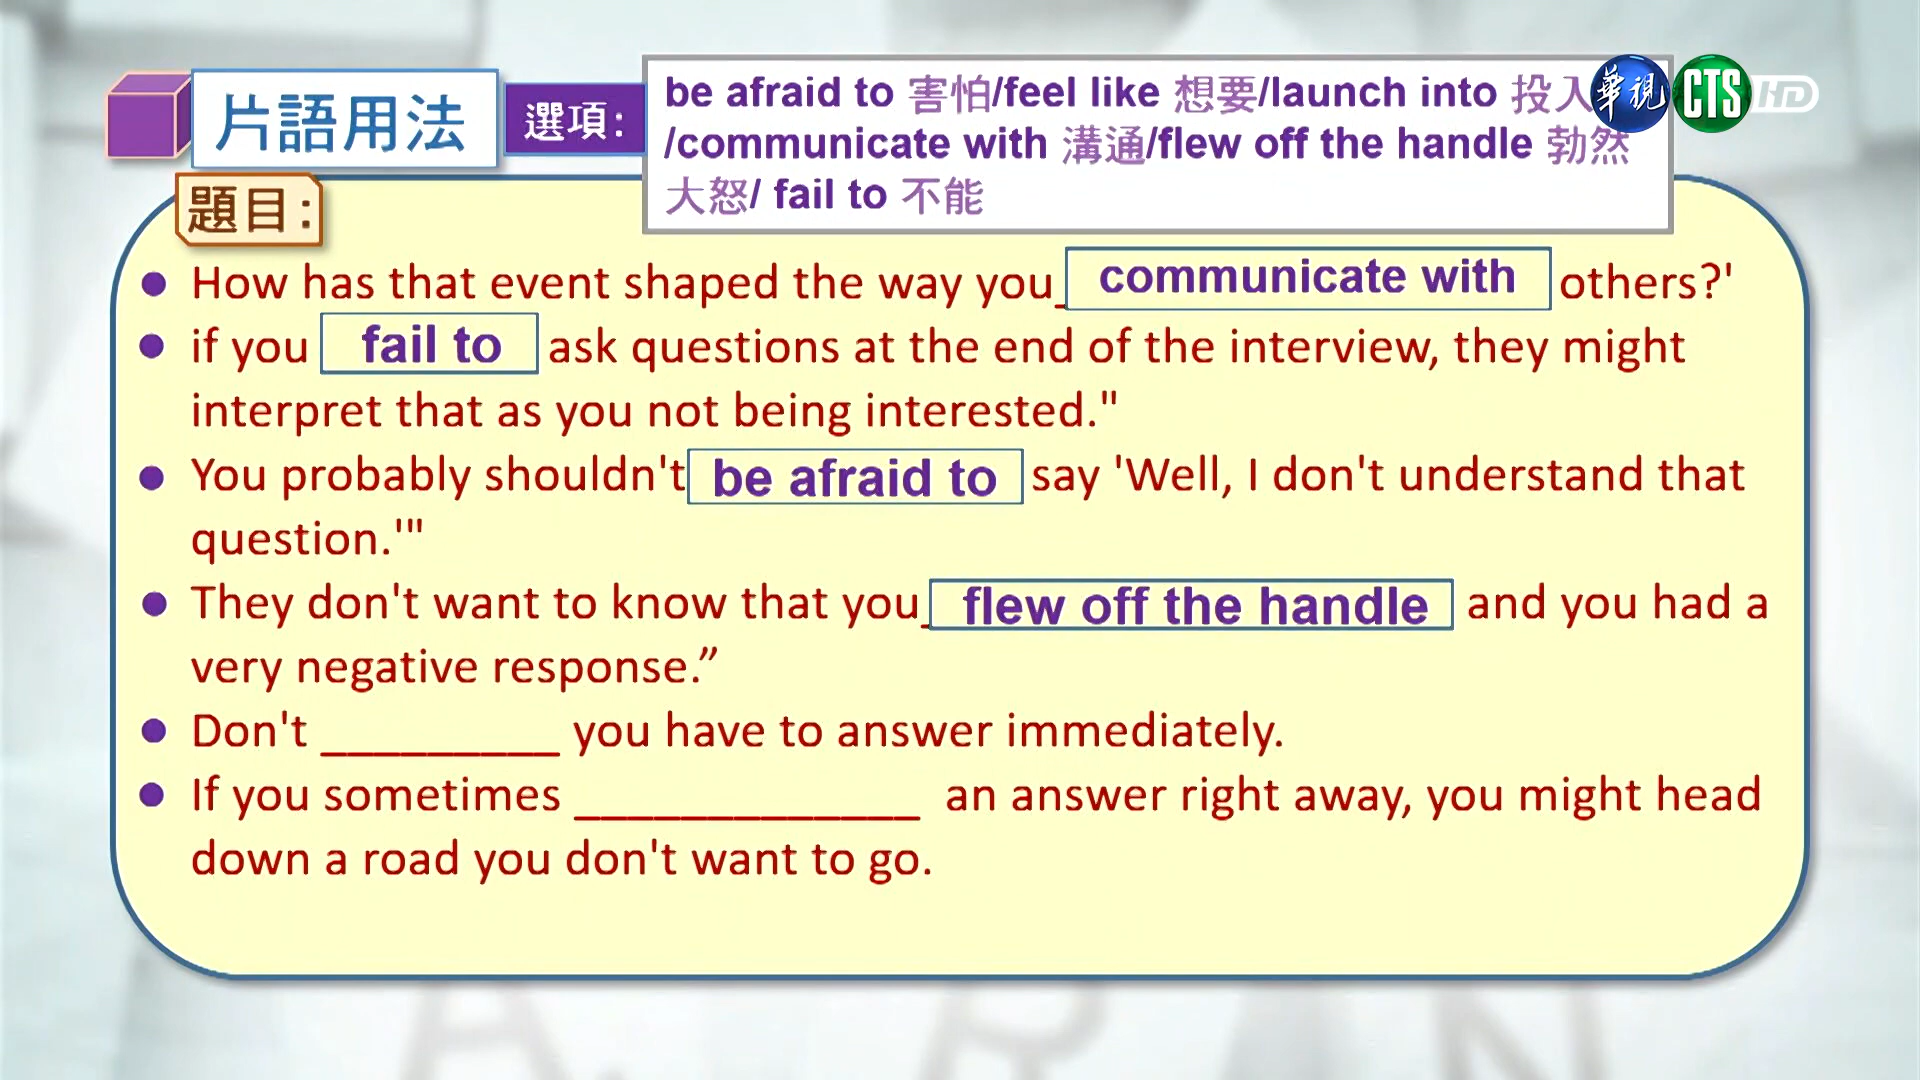 片語用法
選項:
be afraid to 害怕/feel like 想要/launch into 投入
/communicate with 溝通/flew off the handle 勃然
大怒/ fail to 不能
華視 CTS HD
題目:
How has that event shaped the way you_ communicate with others?'
if you fail to ask questions at the end of the interview, they might
interpret that as you not being interested."
You probably shouldn't be afraid to say 'Well, I don't understand that
question.'"
They don't want to know that you_ flew off the handle and you had a
very negative response.”
Don't _________ you have to answer immediately.
If you sometimes _____________ an answer right away, you might head
down a road you don't want to go.